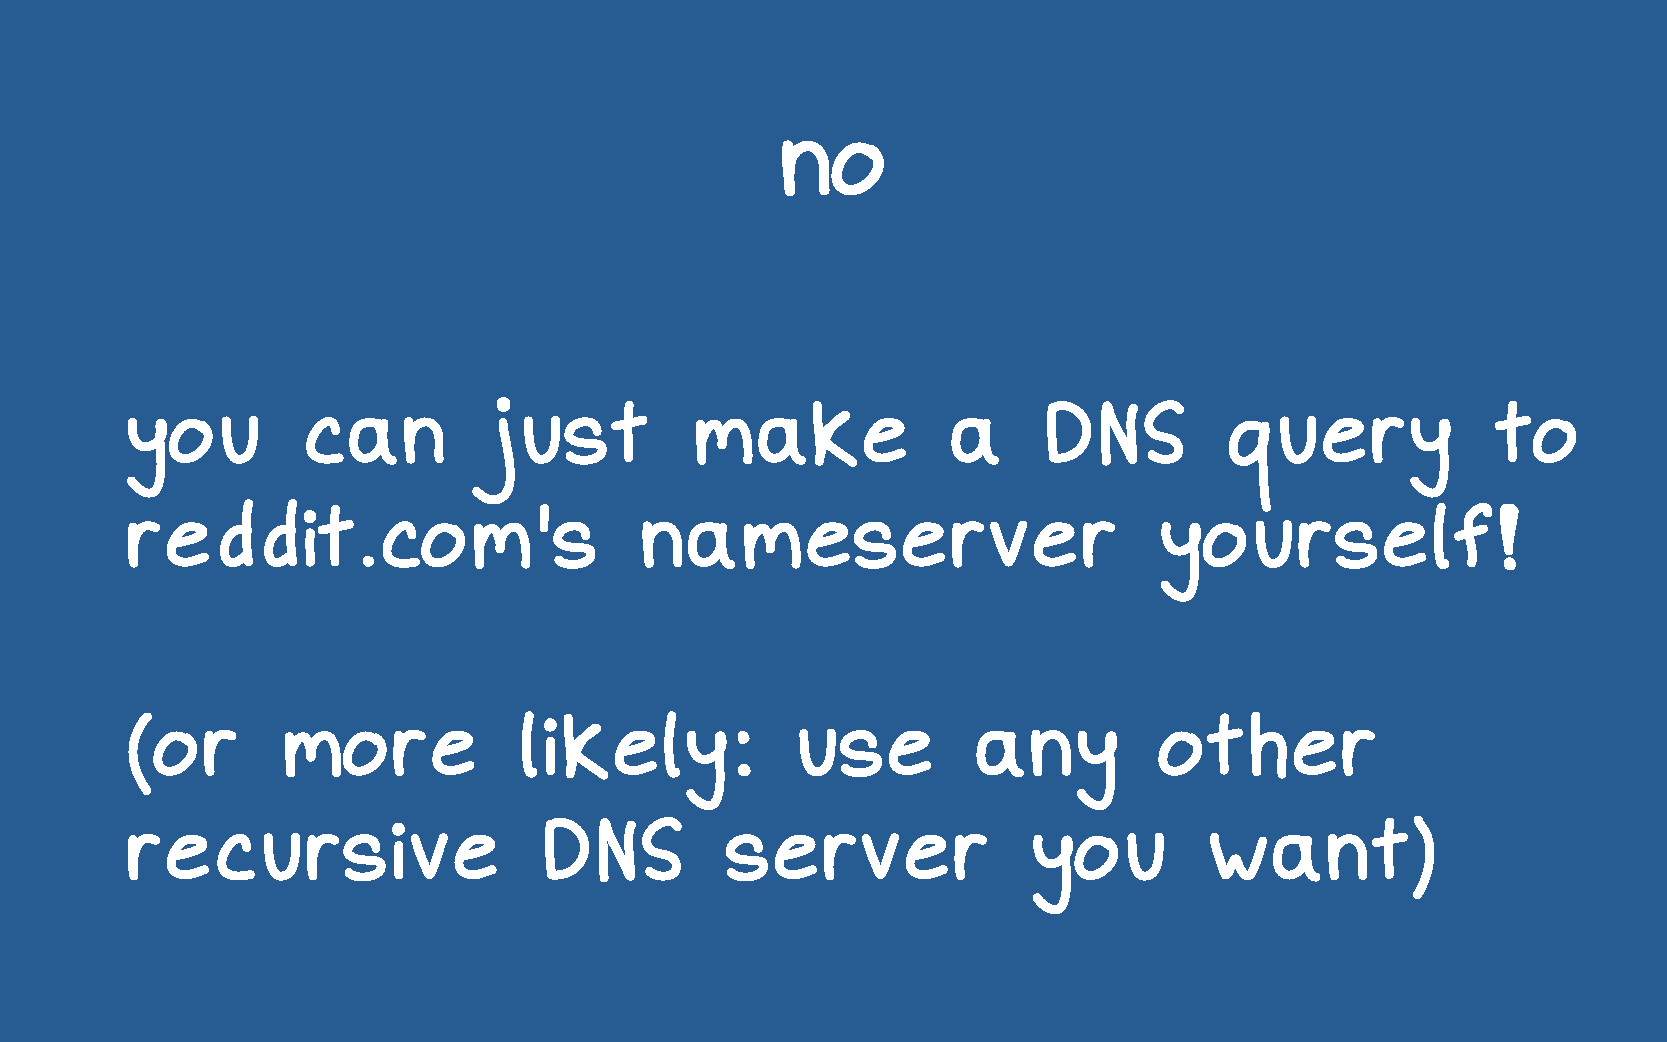 no
you can just make a DNS query to
reddit.com's nameserver yourself!
(or more likely: use any other
recursive DNS server you want)